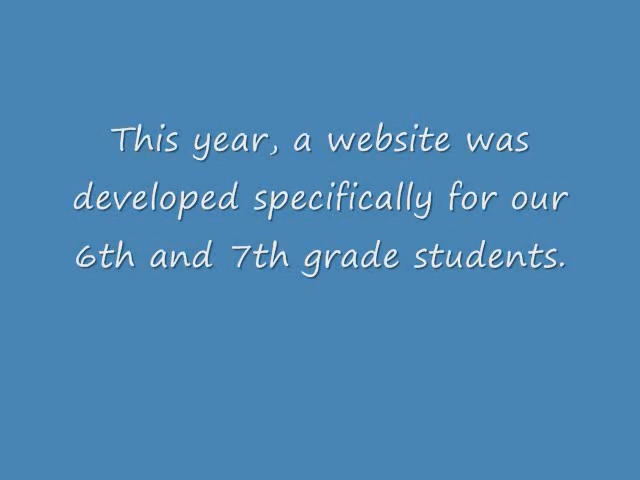 This year, a website was
developed specifically for our
6th and 7th grade students.